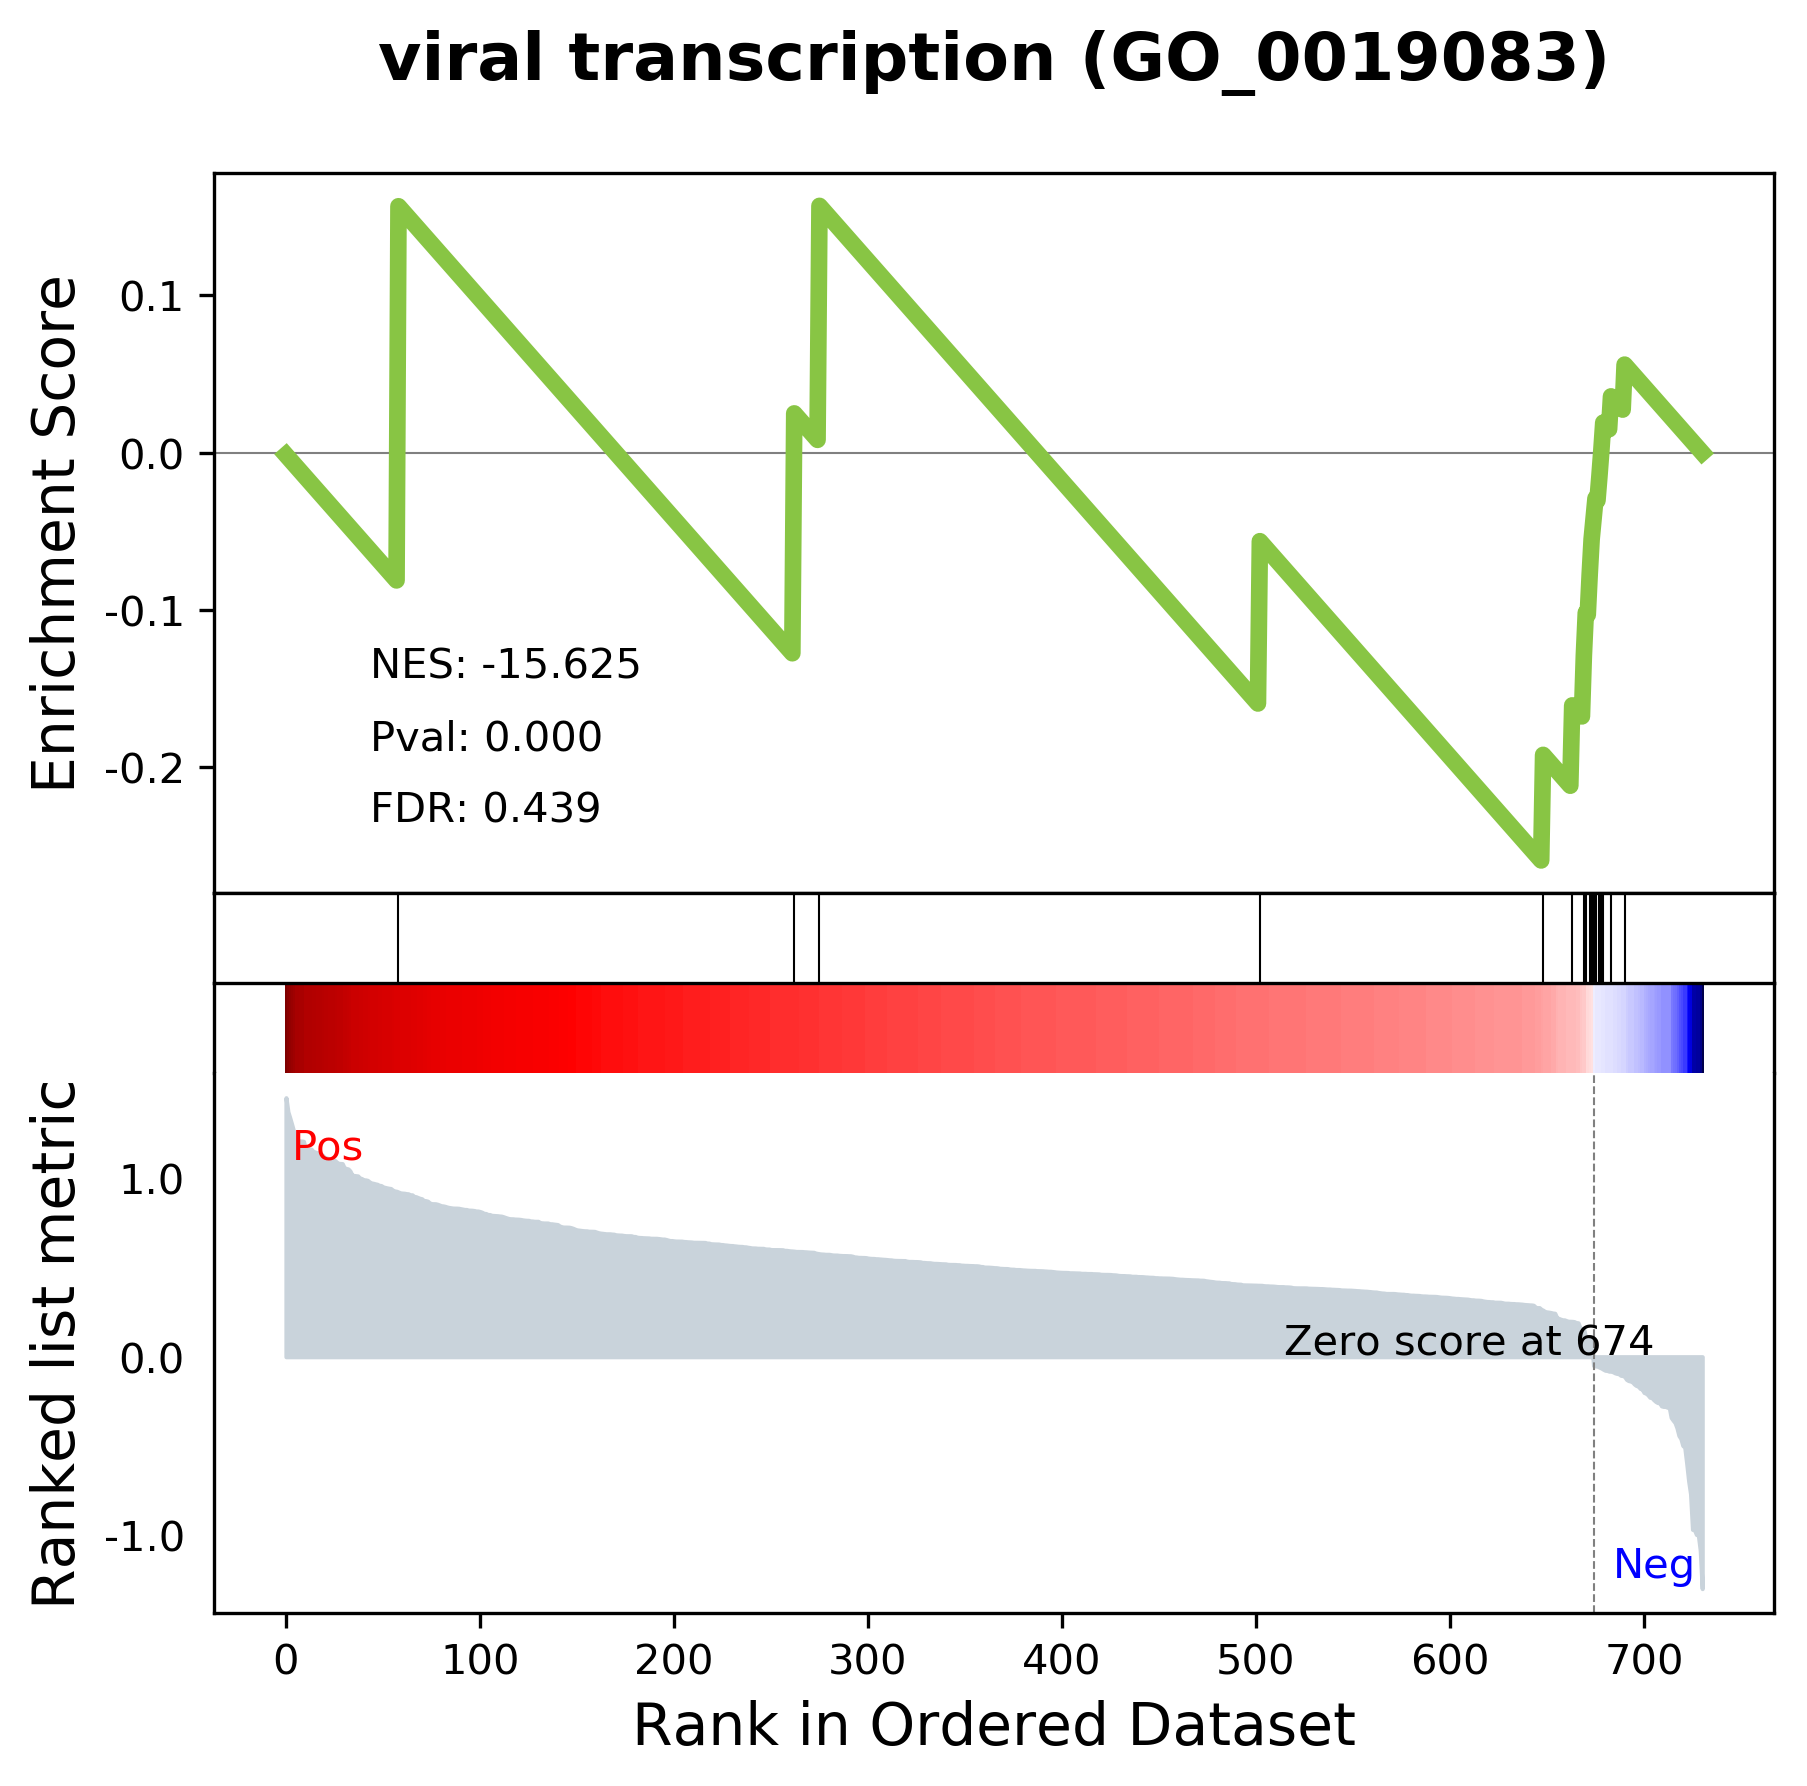 viral transcription (GO_0019083)
Enrichment Score
0.1
0.0
-0.1
-0.2
NES: -15.625
Pval: 0.000
FDR: 0.439
Ranked list metric
1.0
0.0
-1.0
Pos
Zero score at 674
Neg
0 100 200 300 400 500 600 700
Rank in Ordered Dataset